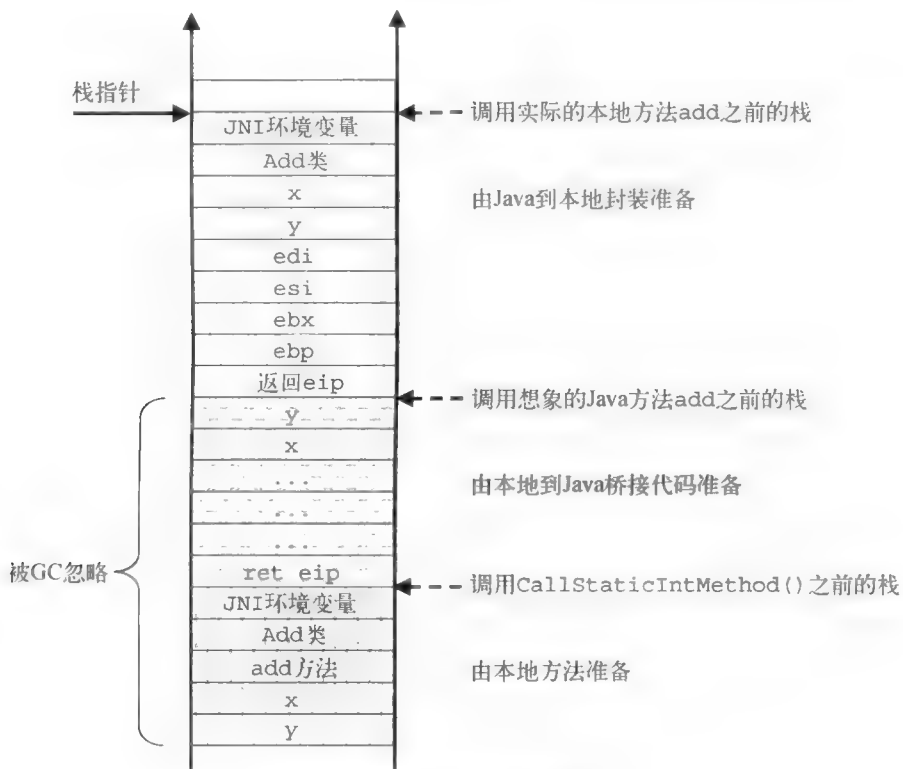 栈指针
调用实际的本地方法add之前的栈
JNI环境变量
Add类
x
由Java到本地封装准备
y
edi
esi
ebx
ebp
返回eip
调用想象的Java方法add之前的栈
y
x
...
由本地到Java桥接代码准备
...
...
被GC忽略
ret eip
调用CallStaticIntMethod()之前的栈
JNI环境变量
Add类
add方法
由本地方法准备
x
y